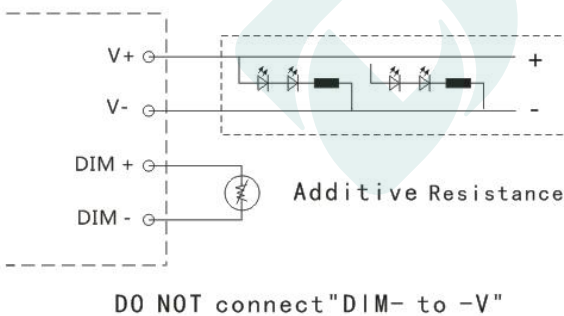 V+
+
V-
-
DIM +
Additive Resistance
DIM -
DO NOT connect"DIM- to -V"